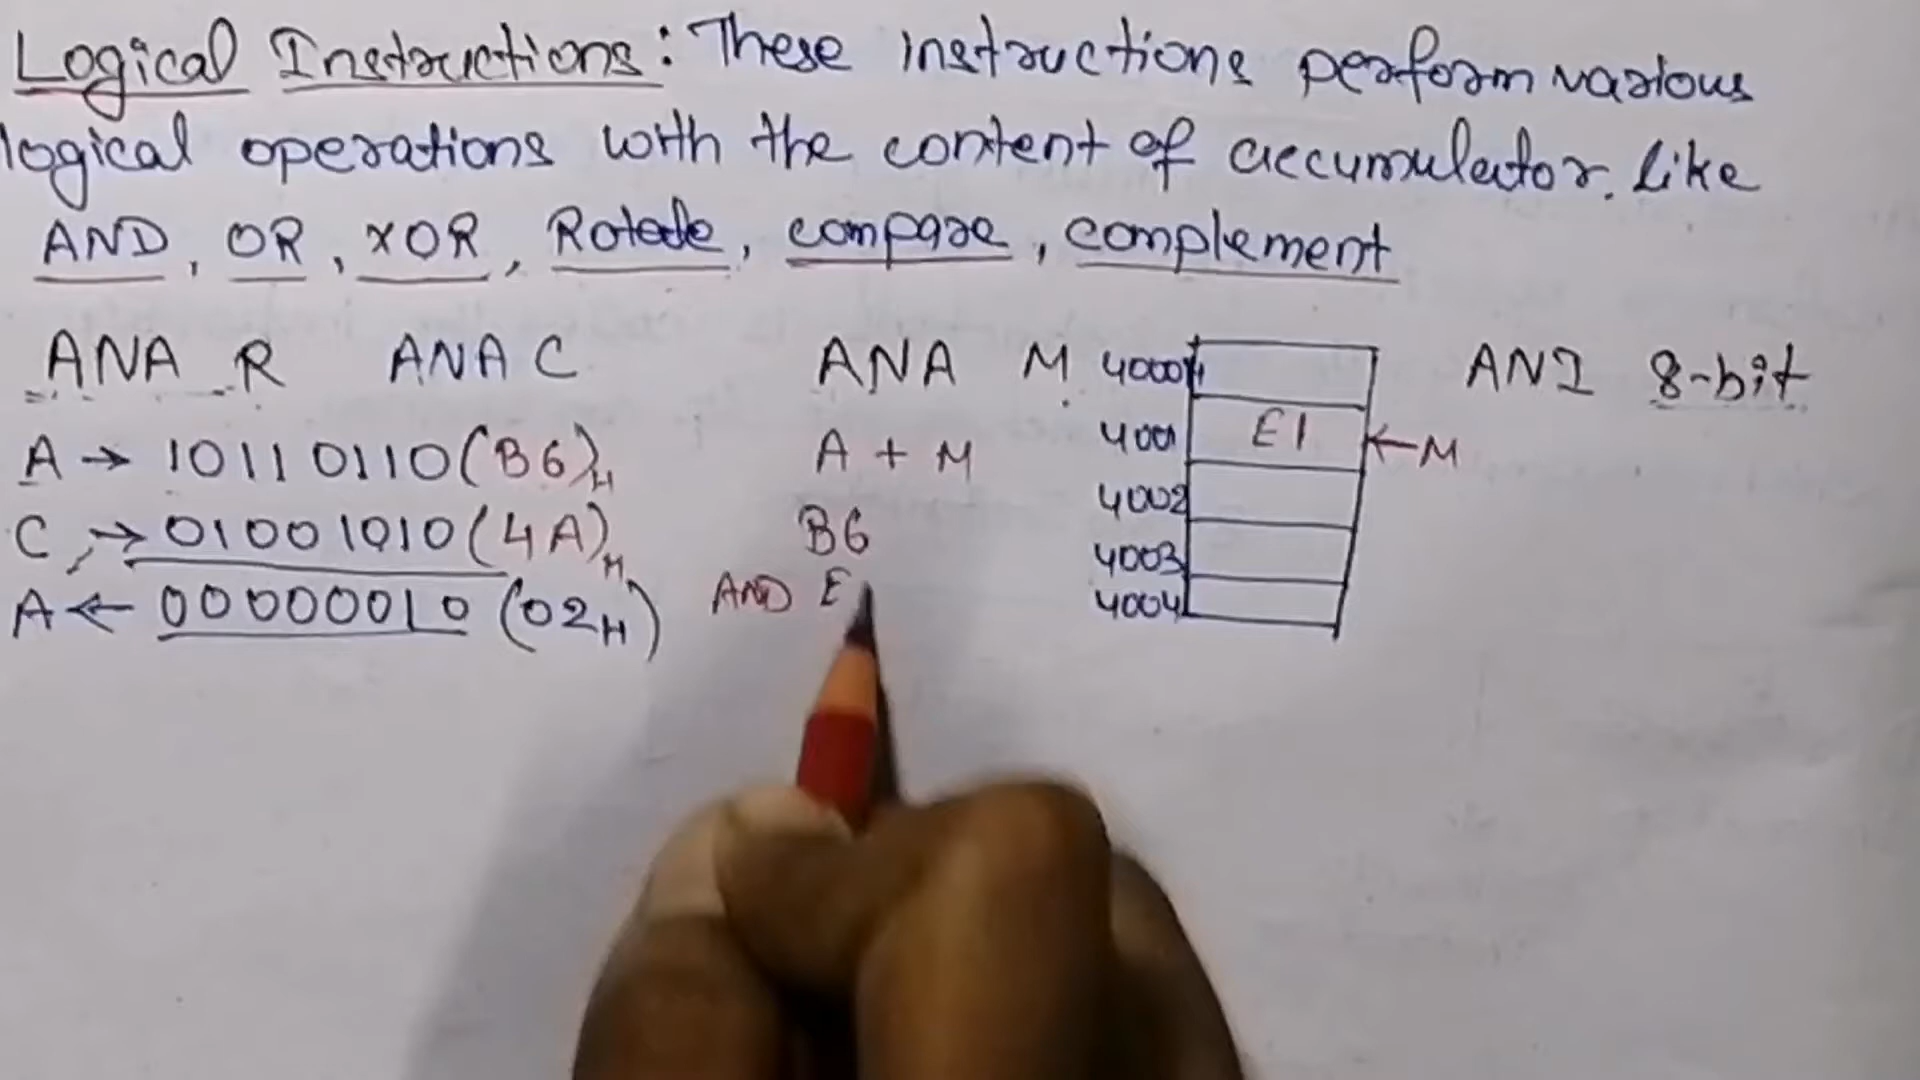 Logical Instructions: These instructions perform various
logical operations with the content of accumulator. like
AND, OR, XOR, Rotate, compare, complement
ANA R ANA C
A → 10110110 (B6)H
C → 01001010 (4A)H
A ← 00000010 (02H)
ANA M
A + M
B6
AND E
4000H
4001 E1 ← M
4002
4003
4004
ANI 8-bit